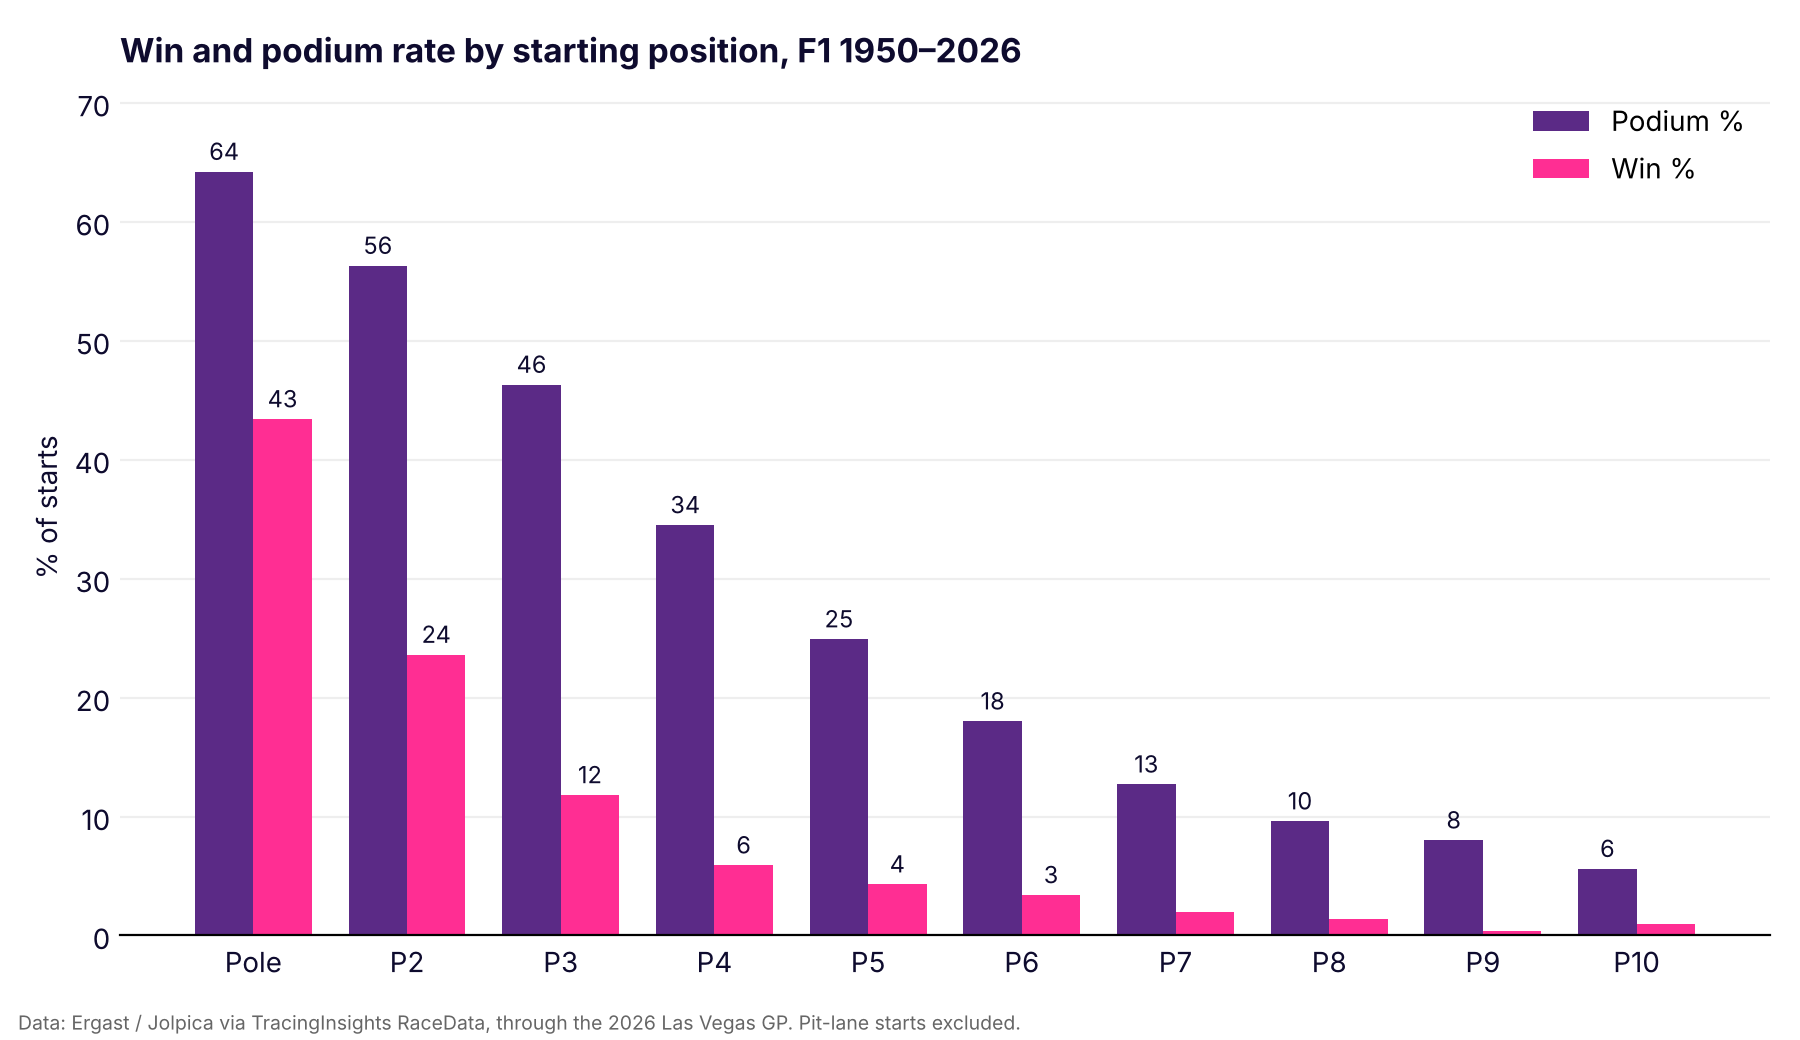 Win and podium rate by starting position, F1 1950–2026
70
60
50
40
30
20
10
0
% of starts
Podium %
Win %
64
43
56
24
46
12
34
6
25
4
18
3
13
10
8
6
Pole
P2
P3
P4
P5
P6
P7
P8
P9
P10
Data: Ergast / Jolpica via TracingInsights RaceData, through the 2026 Las Vegas GP. Pit-lane starts excluded.